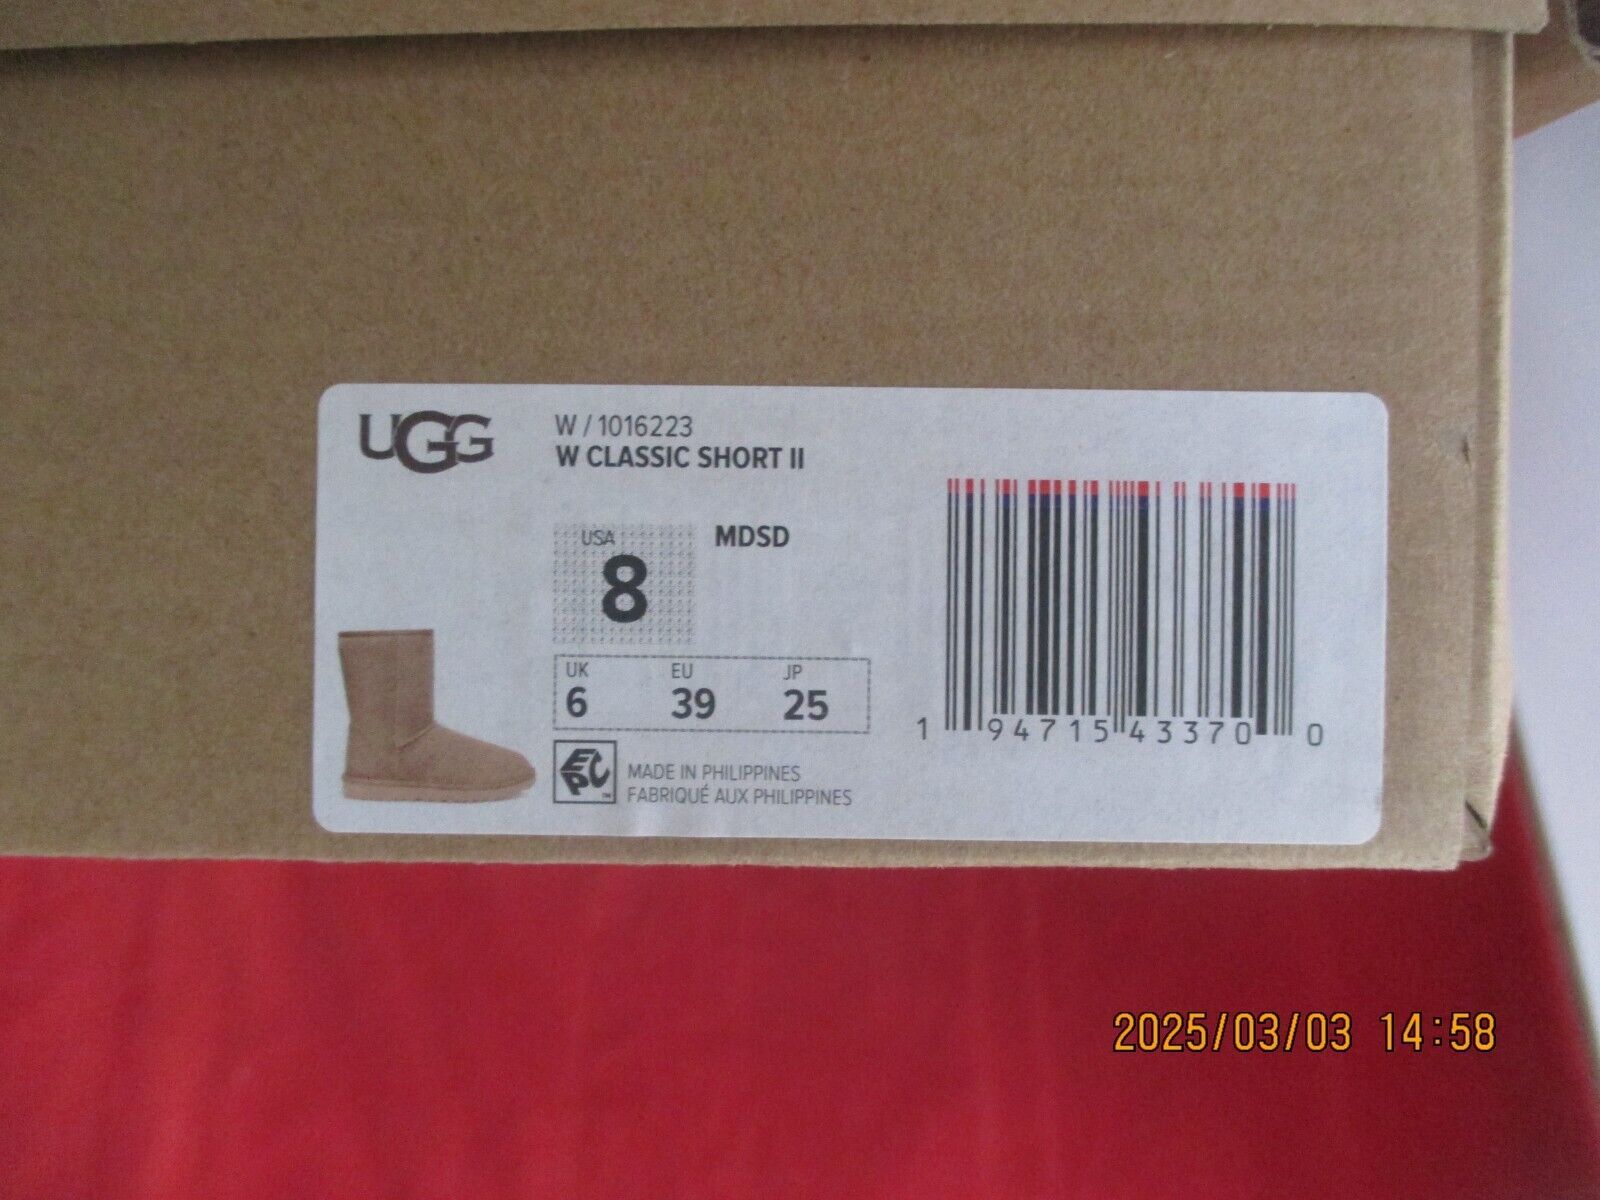 UGG
W / 1016223
W CLASSIC SHORT II
USA
8
MDSD
UK EU JP
6 39 25
EPC™
MADE IN PHILIPPINES
FABRIQUÉ AUX PHILIPPINES
1 94715 43370 0
2025/03/03 14:58